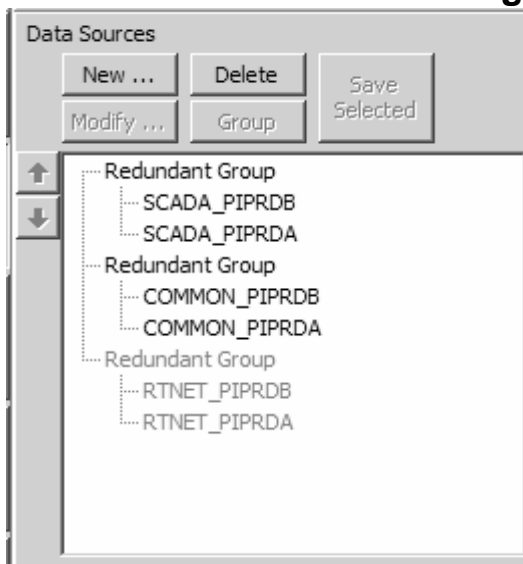 Data Sources
New ... Delete Save Selected
Modify ... Group
Redundant Group
SCADA_PIPRDB
SCADA_PIPRDA
Redundant Group
COMMON_PIPRDB
COMMON_PIPRDA
Redundant Group
RTNET_PIPRDB
RTNET_PIPRDA